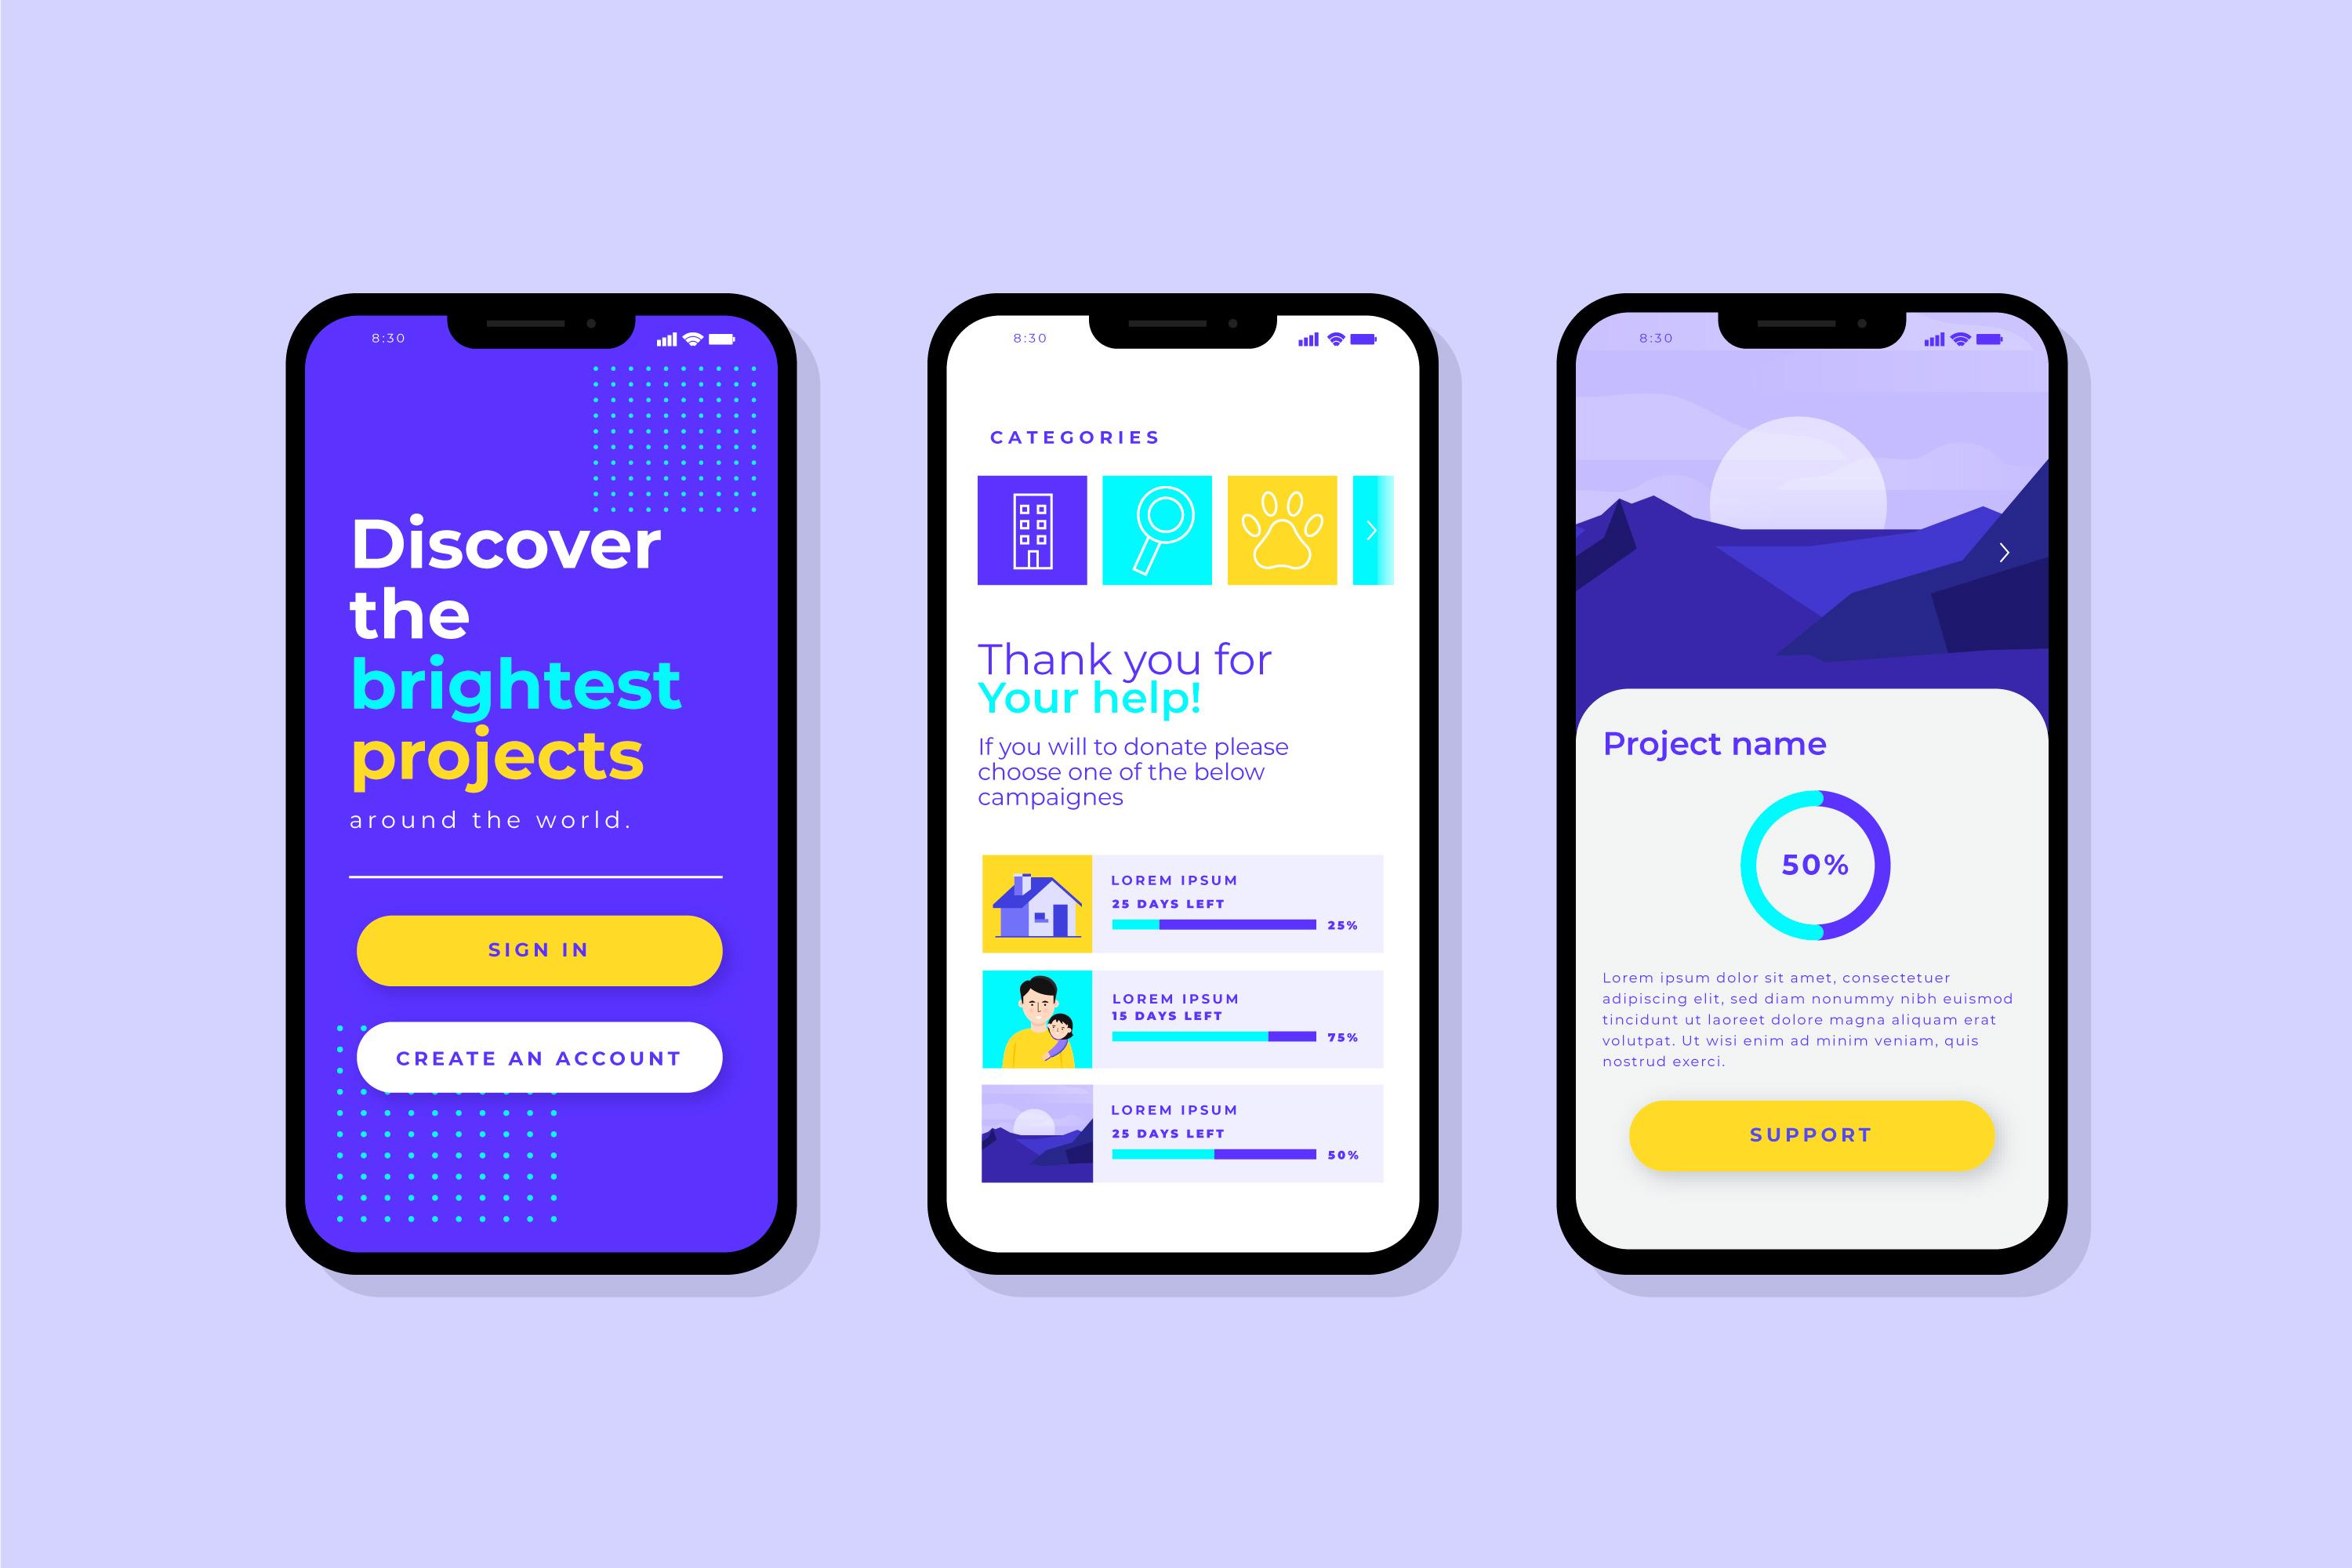 8:30
Discover
the
brightest
projects
around the world.
SIGN IN
CREATE AN ACCOUNT
8:30
CATEGORIES
Thank you for
Your help!
If you will to donate please
choose one of the below
campaignes
LOREM IPSUM
25 DAYS LEFT
25%
LOREM IPSUM
15 DAYS LEFT
75%
LOREM IPSUM
25 DAYS LEFT
50%
8:30
Project name
50%
Lorem ipsum dolor sit amet, consectetuer
adipiscing elit, sed diam nonummy nibh euismod
tincidunt ut laoreet dolore magna aliquam erat
volutpat. Ut wisi enim ad minim veniam, quis
nostrud exerci.
SUPPORT